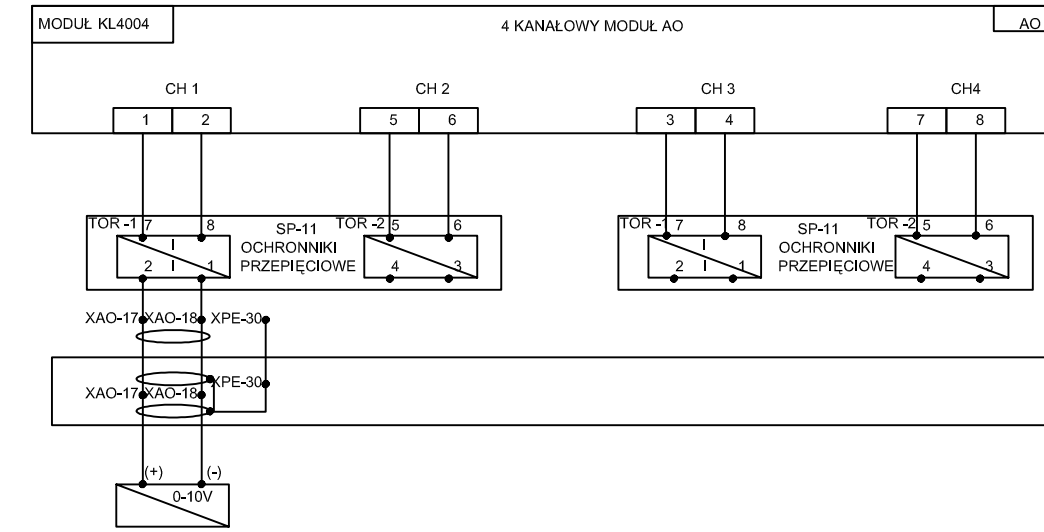 MODUŁ KL4004
4 KANAŁOWY MODUŁ AO
AO
CH 1
CH 2
CH 3
CH4
1 2
5 6
3 4
7 8
TOR -1 7 8
SP-11
OCHRONNIKI
PRZEPIĘCIOWE
2 1
TOR -2 5 6
4 3
TOR -1 7 8
SP-11
OCHRONNIKI
PRZEPIĘCIOWE
2 1
TOR -2 5 6
4 3
XAO-17 XAO-18 XPE-30
XPE-30
XAO-17 XAO-18
(+) (-)
0-10V